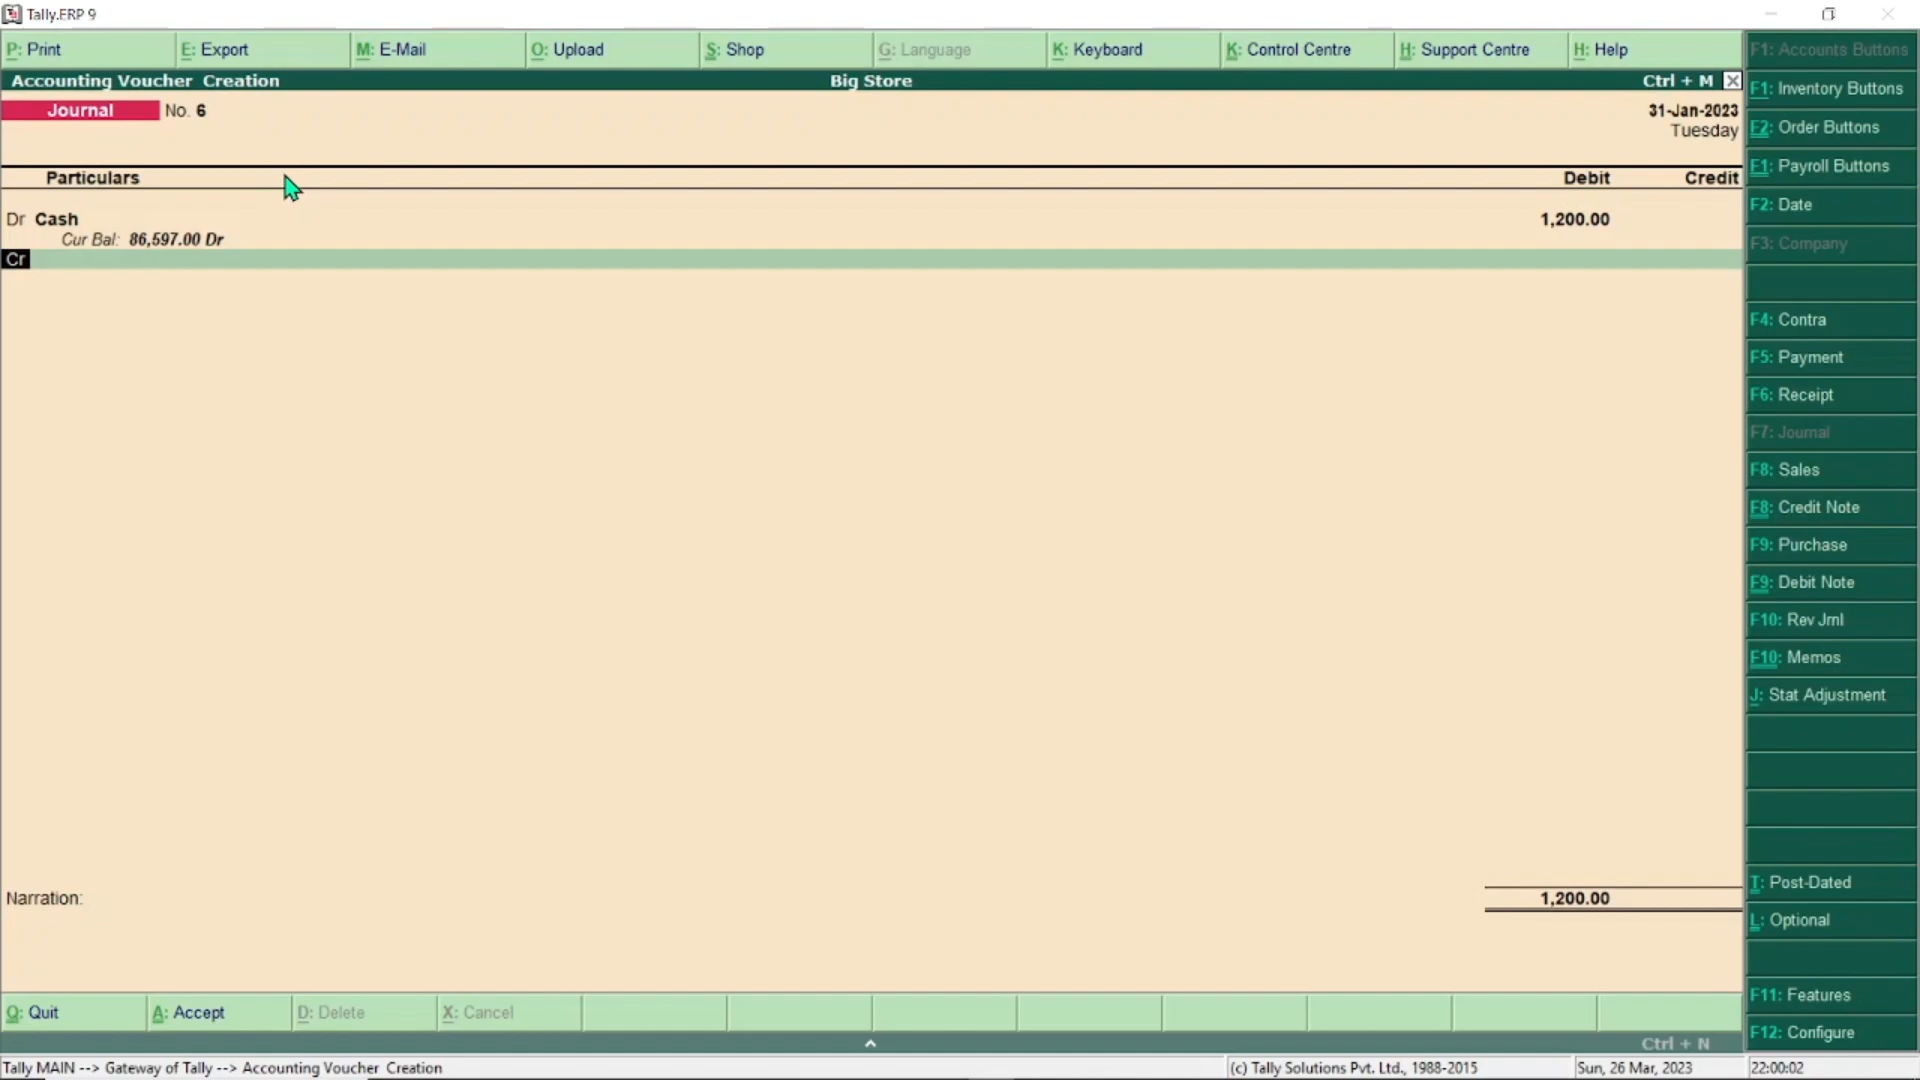 Tally.ERP 9
P: Print E: Export M: E-Mail O: Upload S: Shop G: Language K: Keyboard K: Control Centre H: Support Centre H: Help
Accounting Voucher Creation Big Store Ctrl + M
Journal No. 6 31-Jan-2023
Tuesday
Particulars Debit Credit
Dr Cash 1,200.00
Cur Bal: 86,597.00 Dr
Cr
Narration: 1,200.00
Q: Quit A: Accept D: Delete X: Cancel
Ctrl + N
Tally MAIN --> Gateway of Tally --> Accounting Voucher Creation (c) Tally Solutions Pvt. Ltd., 1988-2015 Sun, 26 Mar, 2023 22:00:02
F1: Accounts Buttons
F1: Inventory Buttons
F2: Order Buttons
F1: Payroll Buttons
F2: Date
F3: Company
F4: Contra
F5: Payment
F6: Receipt
F7: Journal
F8: Sales
F8: Credit Note
F9: Purchase
F9: Debit Note
F10: Rev Jrnl
F10: Memos
J: Stat Adjustment
T: Post-Dated
L: Optional
F11: Features
F12: Configure